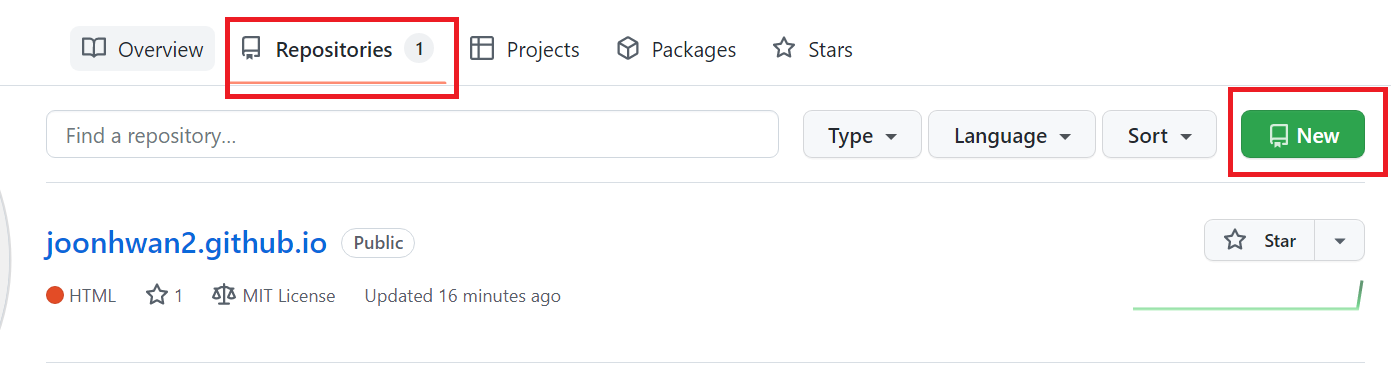 Overview Repositories 1 Projects Packages Stars
Find a repository... Type Language Sort New
joonhwan2.github.io Public Star
HTML 1 MIT License Updated 16 minutes ago